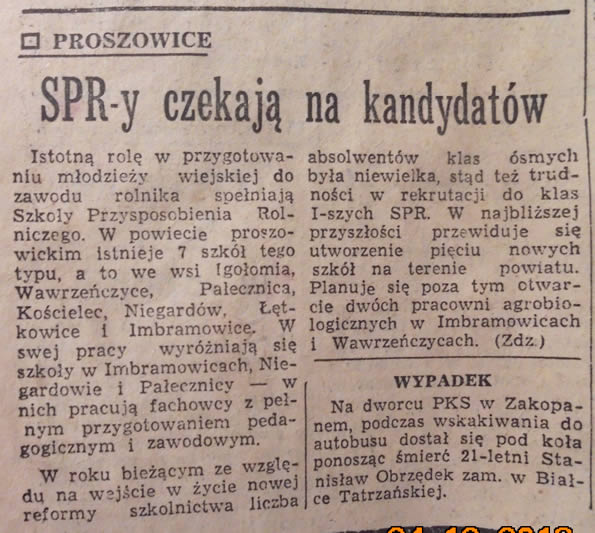 PROSZOWICE
SPR-y czekają na kandydatów
Istotną rolę w przygotowa-
niu młodzieży wiejskiej do
zawodu rolnika spełniają
Szkoły Przysposobienia Rol-
niczego. W powiecie proszo-
wickim istnieje 7 szkół tego
typu, a to we wsi Igołomia,
Wawrzeńczyce, Pałecznica,
Kościelec, Niegardów, Łęt-
kowice i Imbramowice. W
swej pracy wyróżniają się
szkoły w Imbramowicach, Nie-
gardowie i Pałecznicy — w
nich pracują fachowcy z peł-
nym przygotowaniem peda-
gogicznym i zawodowym.
W roku bieżącym ze wzglę-
du na wejście w życie nowej
reformy szkolnictwa liczba
absolwentów klas ósmych
była niewielka, stąd też trud-
ności w rekrutacji do klas
I-szych SPR. W najbliższej
przyszłości przewiduje się
utworzenie pięciu nowych
szkół na terenie powiatu.
Planuje się poza tym otwar-
cie dwóch pracowni agrobio-
logicznych w Imbramowicach
i Wawrzeńczycach. (Zdz.)
WYPADEK
Na dworcu PKS w Zakopa-
nem, podczas wskakiwania do
autobusu dostał się pod koła
ponosząc śmierć 21-letni Sta-
nisław Obrzędek zam. w Biał-
ce Tatrzańskiej.